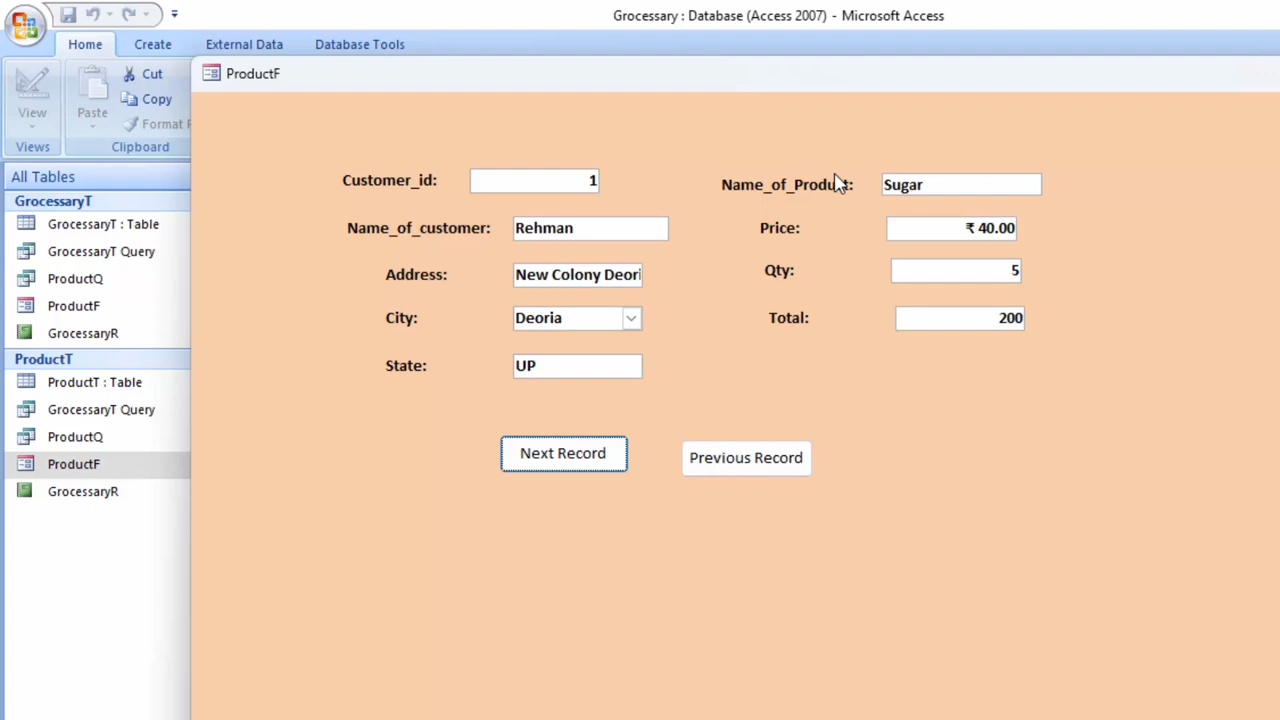 Grocessary : Database (Access 2007) - Microsoft Access
Home Create External Data Database Tools
View
Paste
Cut
Copy
Format
Views
Clipboard
ProductF
All Tables
GrocessaryT
GrocessaryT : Table
GrocessaryT Query
ProductQ
ProductF
GrocessaryR
ProductT
ProductT : Table
GrocessaryT Query
ProductQ
ProductF
GrocessaryR
Customer_id: 1
Name_of_customer: Rehman
Address: New Colony Deori
City: Deoria
State: UP
Name_of_Product: Sugar
Price: ₹ 40.00
Qty: 5
Total: 200
Next Record
Previous Record